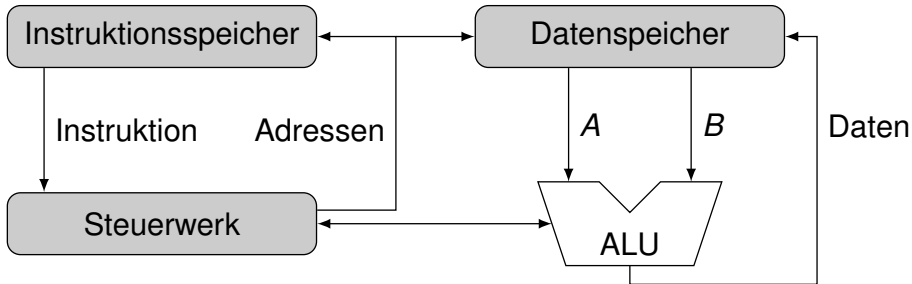 Instruktionsspeicher
Datenspeicher
Instruktion
Adressen
A
B
Daten
Steuerwerk
ALU